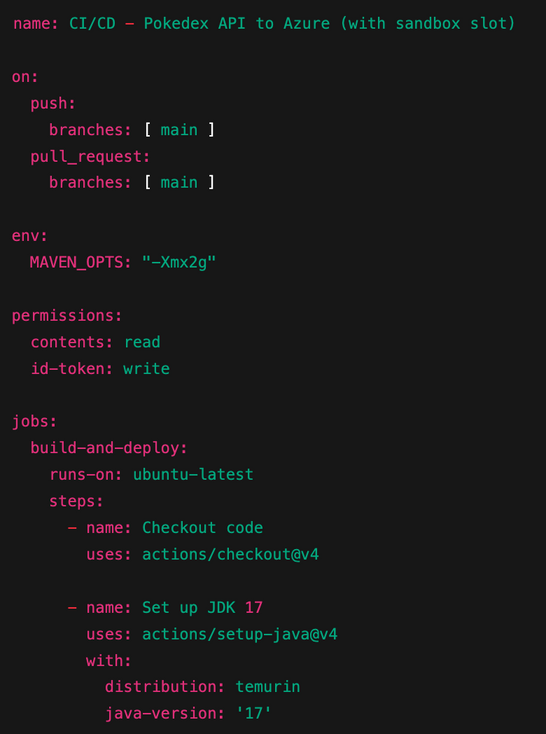 name: CI/CD – Pokedex API to Azure (with sandbox slot)

on:
  push:
    branches: [ main ]
  pull_request:
    branches: [ main ]

env:
  MAVEN_OPTS: "-Xmx2g"

permissions:
  contents: read
  id-token: write

jobs:
  build-and-deploy:
    runs-on: ubuntu-latest
    steps:
      - name: Checkout code
        uses: actions/checkout@v4

      - name: Set up JDK 17
        uses: actions/setup-java@v4
        with:
          distribution: temurin
          java-version: '17'